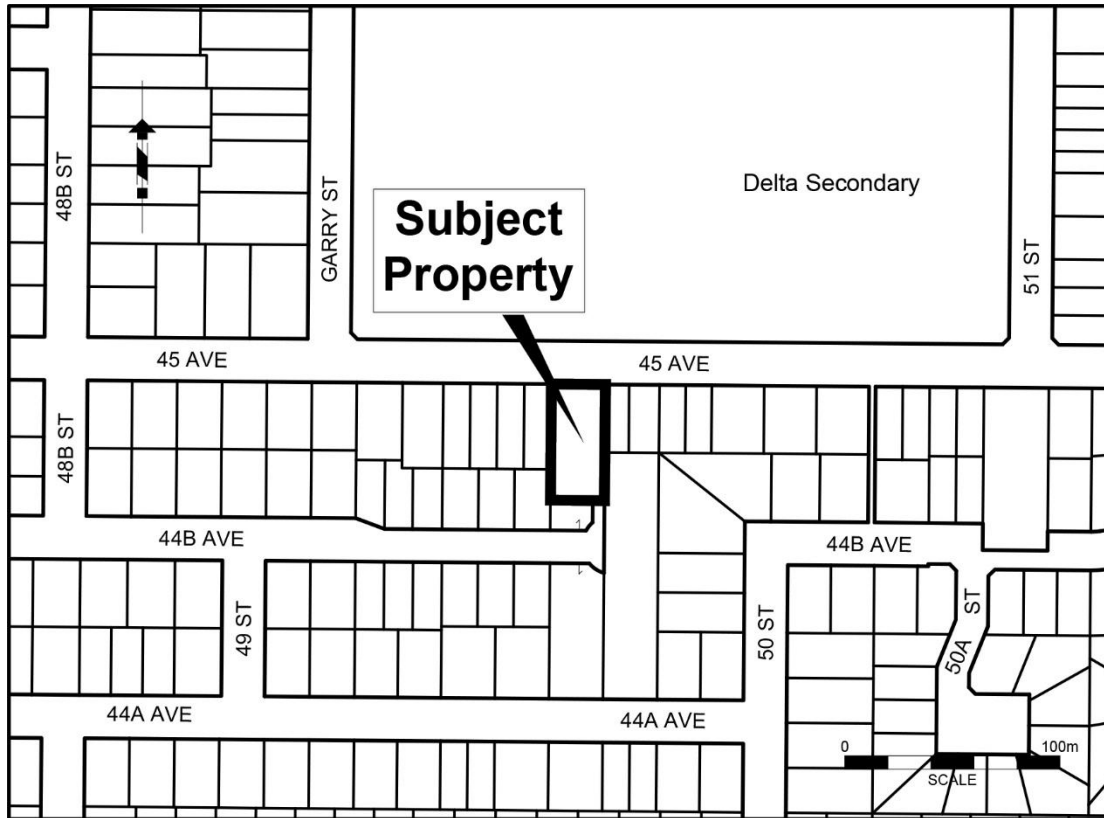 48B ST
GARRY ST
Delta Secondary
Subject
Property
51 ST
45 AVE
45 AVE
48B ST
44B AVE
44B AVE
49 ST
50 ST
50A ST
44A AVE
44A AVE
0
100m
SCALE